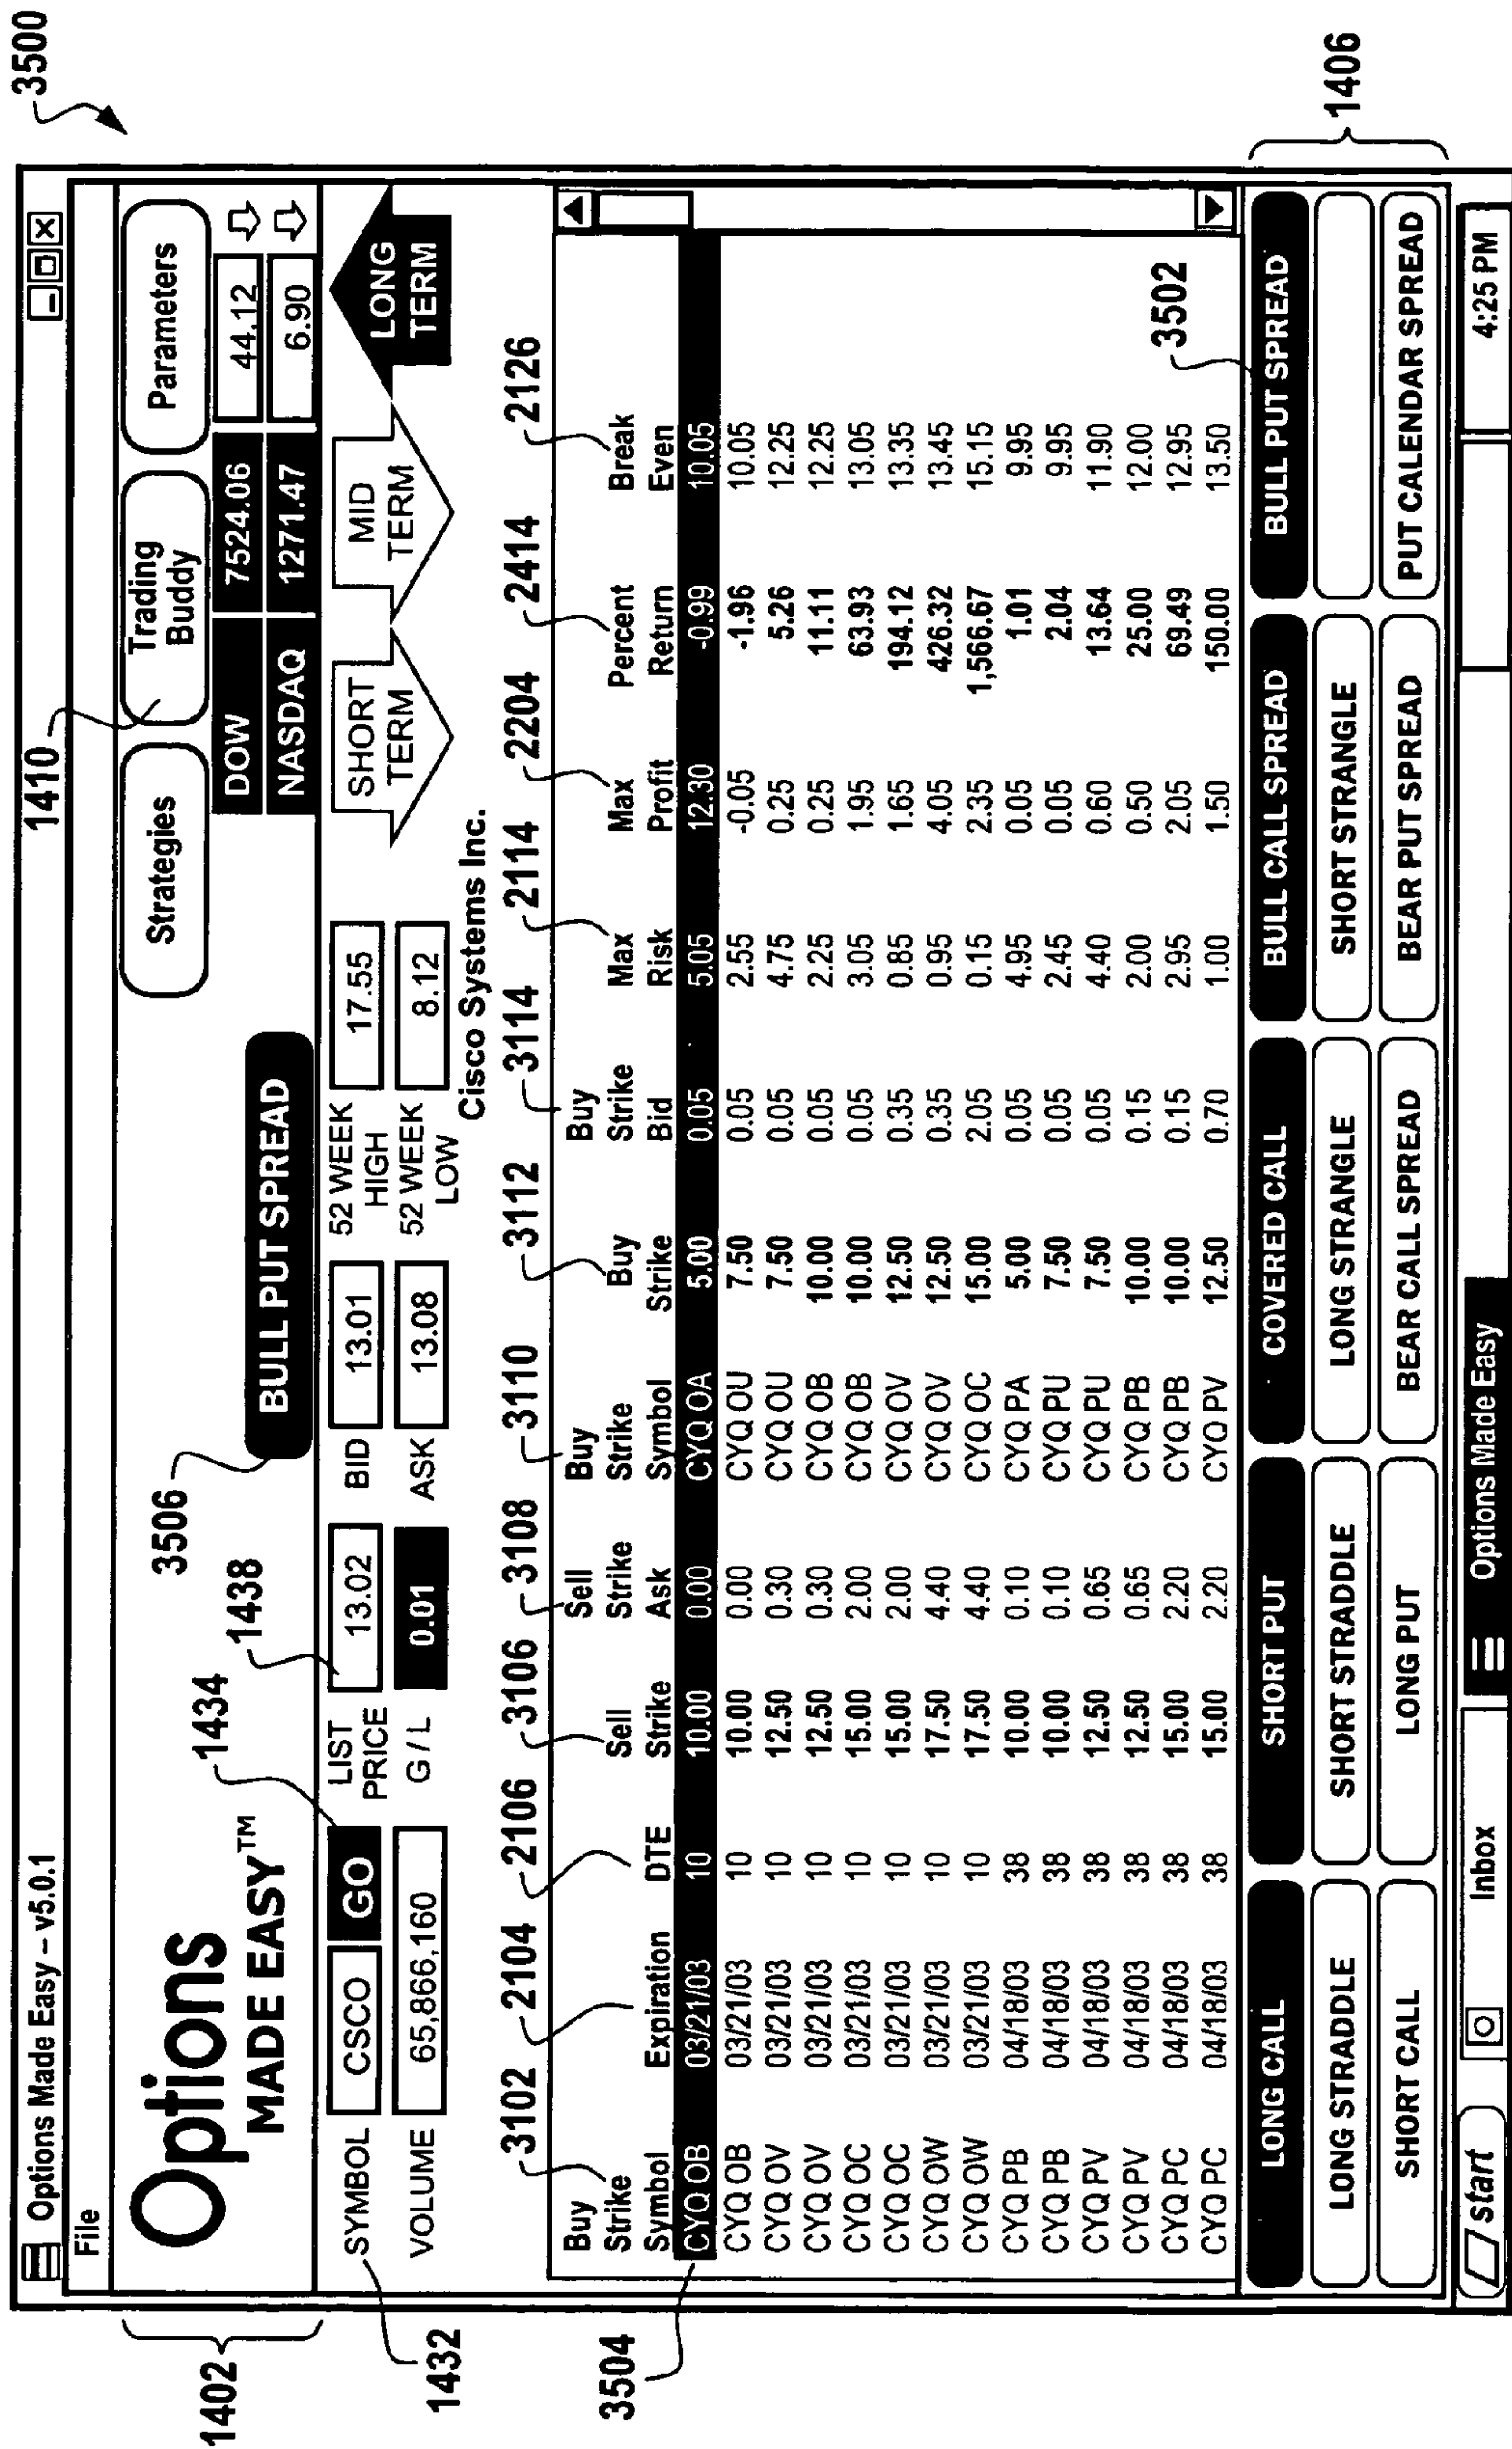 3500
Options Made Easy – v5.0.1
File
1402
Options
MADE EASY™
3506
BULL PUT SPREAD
1410
Strategies
Trading Buddy
Parameters
DOW 7524.06 44.12
NASDAQ 1271.47 6.90
1432
SYMBOL CSCO GO
1434
LIST PRICE 13.02
1438
BID 13.01
52 WEEK HIGH 17.55
SHORT TERM
MID TERM
LONG TERM
VOLUME 65,866,160
G / L 0.01
ASK 13.08
52 WEEK LOW 8.12
Cisco Systems Inc.
3102 2104 2106 3106 3108 3110 3112 3114 2114 2204 2414 2126
Buy Strike Symbol Expiration DTE Sell Strike Sell Strike Ask Buy Strike Symbol Buy Strike Buy Strike Bid Max Risk Max Profit Percent Return Break Even
3504
CYQ OB 03/21/03 10 10.00 0.00 CYQ OA 5.00 0.05 5.05 12.30 -0.99 10.05
CYQ OB 03/21/03 10 10.00 0.00 CYQ OU 7.50 0.05 2.55 -0.05 -1.96 10.05
CYQ OV 03/21/03 10 12.50 0.30 CYQ OU 7.50 0.05 4.75 0.25 5.26 12.25
CYQ OV 03/21/03 10 12.50 0.30 CYQ OB 10.00 0.05 2.25 0.25 11.11 12.25
CYQ OC 03/21/03 10 15.00 2.00 CYQ OB 10.00 0.05 3.05 1.95 63.93 13.05
CYQ OC 03/21/03 10 15.00 2.00 CYQ OV 12.50 0.35 0.85 1.65 194.12 13.35
CYQ OW 03/21/03 10 17.50 4.40 CYQ OV 12.50 0.35 0.95 4.05 426.32 13.45
CYQ OW 03/21/03 10 17.50 4.40 CYQ OC 15.00 2.05 0.15 2.35 1,566.67 15.15
CYQ PB 04/18/03 38 10.00 0.10 CYQ PA 5.00 0.05 4.95 0.05 1.01 9.95
CYQ PB 04/18/03 38 10.00 0.10 CYQ PU 7.50 0.05 2.45 0.05 2.04 9.95
CYQ PV 04/18/03 38 12.50 0.65 CYQ PU 7.50 0.05 4.40 0.60 13.64 11.90
CYQ PV 04/18/03 38 12.50 0.65 CYQ PB 10.00 0.15 2.00 0.50 25.00 12.00
CYQ PC 04/18/03 38 15.00 2.20 CYQ PB 10.00 0.15 2.95 2.05 69.49 12.95
CYQ PC 04/18/03 38 15.00 2.20 CYQ PV 12.50 0.70 1.00 1.50 150.00 13.50
3502
1406
LONG CALL SHORT PUT COVERED CALL BULL CALL SPREAD BULL PUT SPREAD
LONG STRADDLE SHORT STRADDLE LONG STRANGLE SHORT STRANGLE
SHORT CALL LONG PUT BEAR CALL SPREAD BEAR PUT SPREAD PUT CALENDAR SPREAD
start Inbox Options Made Easy 4:25 PM